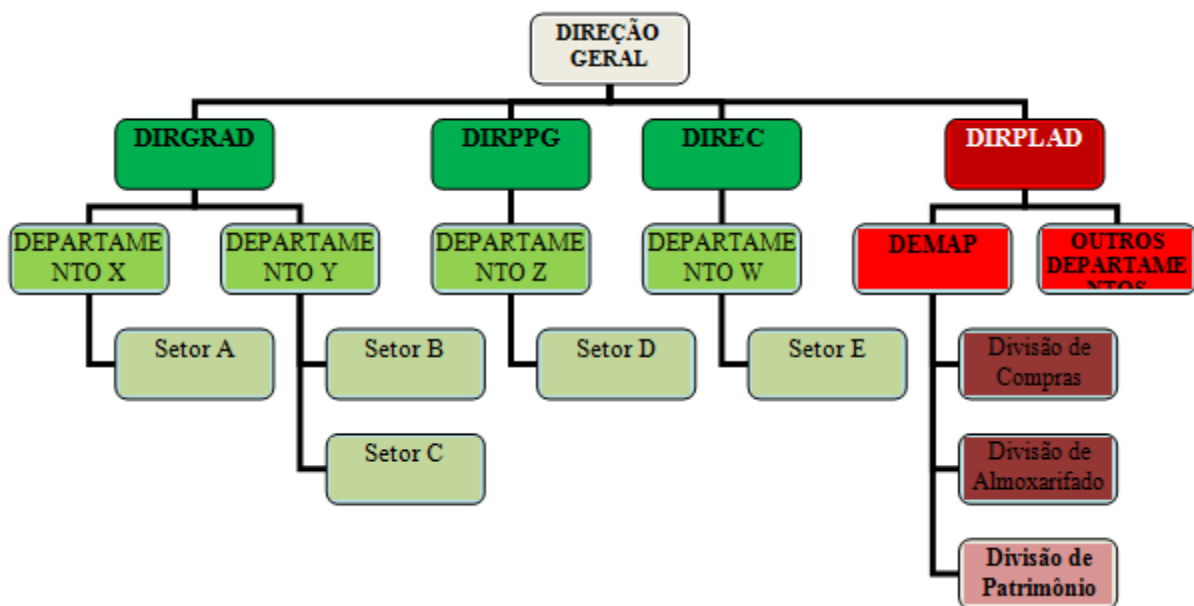 DIREÇÃO
GERAL
DIRGRAD
DIRPPG
DIREC
DIRPLAD
DEPARTAME
NTO X
DEPARTAME
NTO Y
DEPARTAME
NTO Z
DEPARTAME
NTO W
DEMAP
OUTROS
DEPARTAME
NTOS
Setor A
Setor B
Setor D
Setor E
Divisão de
Compras
Setor C
Divisão de
Almoxarifado
Divisão de
Patrimônio